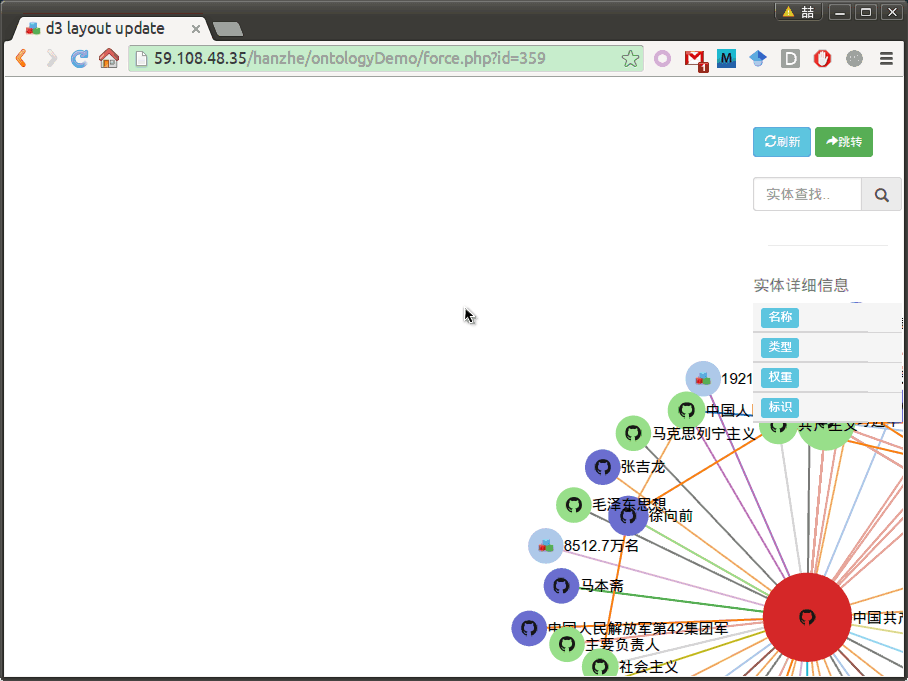 喆
d3 layout update
59.108.48.35/hanzhe/ontologyDemo/force.php?id=359
1
M
D
刷新
跳转
实体查找..
实体详细信息
名称
类型
权重
标识
1921
中国人
共产主义
马克思列宁主义
张吉龙
毛泽东思想
徐向前
8512.7万名
马本斋
中国共产
中国人民解放军第42集团军
主要负责人
社会主义